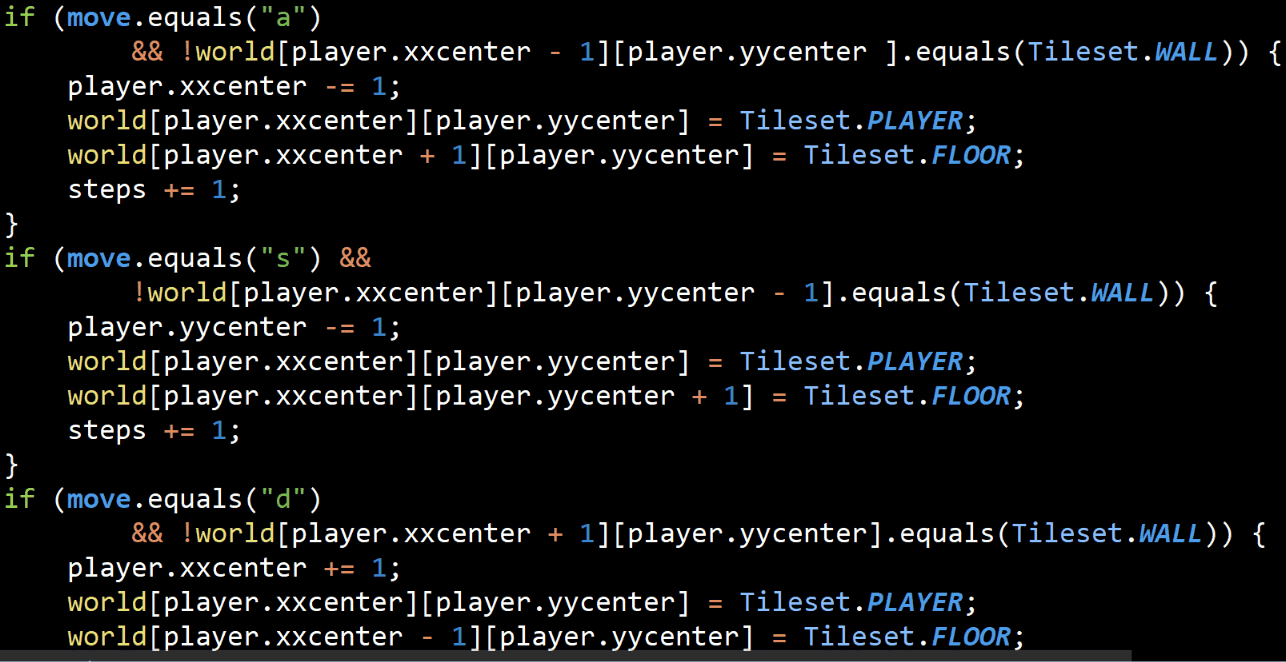 if (move.equals("a")
        && !world[player.xxcenter - 1][player.yycenter ].equals(Tileset.WALL)) {
    player.xxcenter -= 1;
    world[player.xxcenter][player.yycenter] = Tileset.PLAYER;
    world[player.xxcenter + 1][player.yycenter] = Tileset.FLOOR;
    steps += 1;
}
if (move.equals("s") &&
        !world[player.xxcenter][player.yycenter - 1].equals(Tileset.WALL)) {
    player.yycenter -= 1;
    world[player.xxcenter][player.yycenter] = Tileset.PLAYER;
    world[player.xxcenter][player.yycenter + 1] = Tileset.FLOOR;
    steps += 1;
}
if (move.equals("d")
        && !world[player.xxcenter + 1][player.yycenter].equals(Tileset.WALL)) {
    player.xxcenter += 1;
    world[player.xxcenter][player.yycenter] = Tileset.PLAYER;
    world[player.xxcenter - 1][player.yycenter] = Tileset.FLOOR;